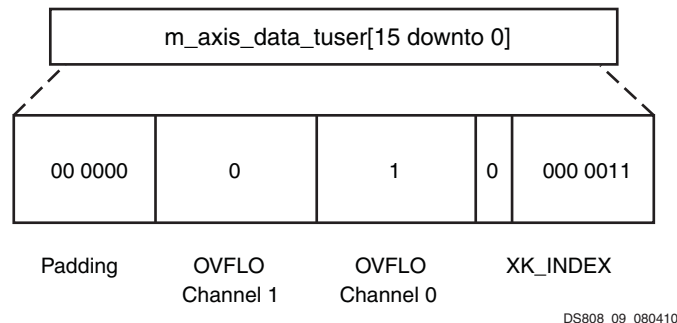 m_axis_data_tuser[15 downto 0]
00 0000 0 1 0 000 0011
Padding OVFLO OVFLO XK_INDEX
Channel 1 Channel 0
DS808_09_080410